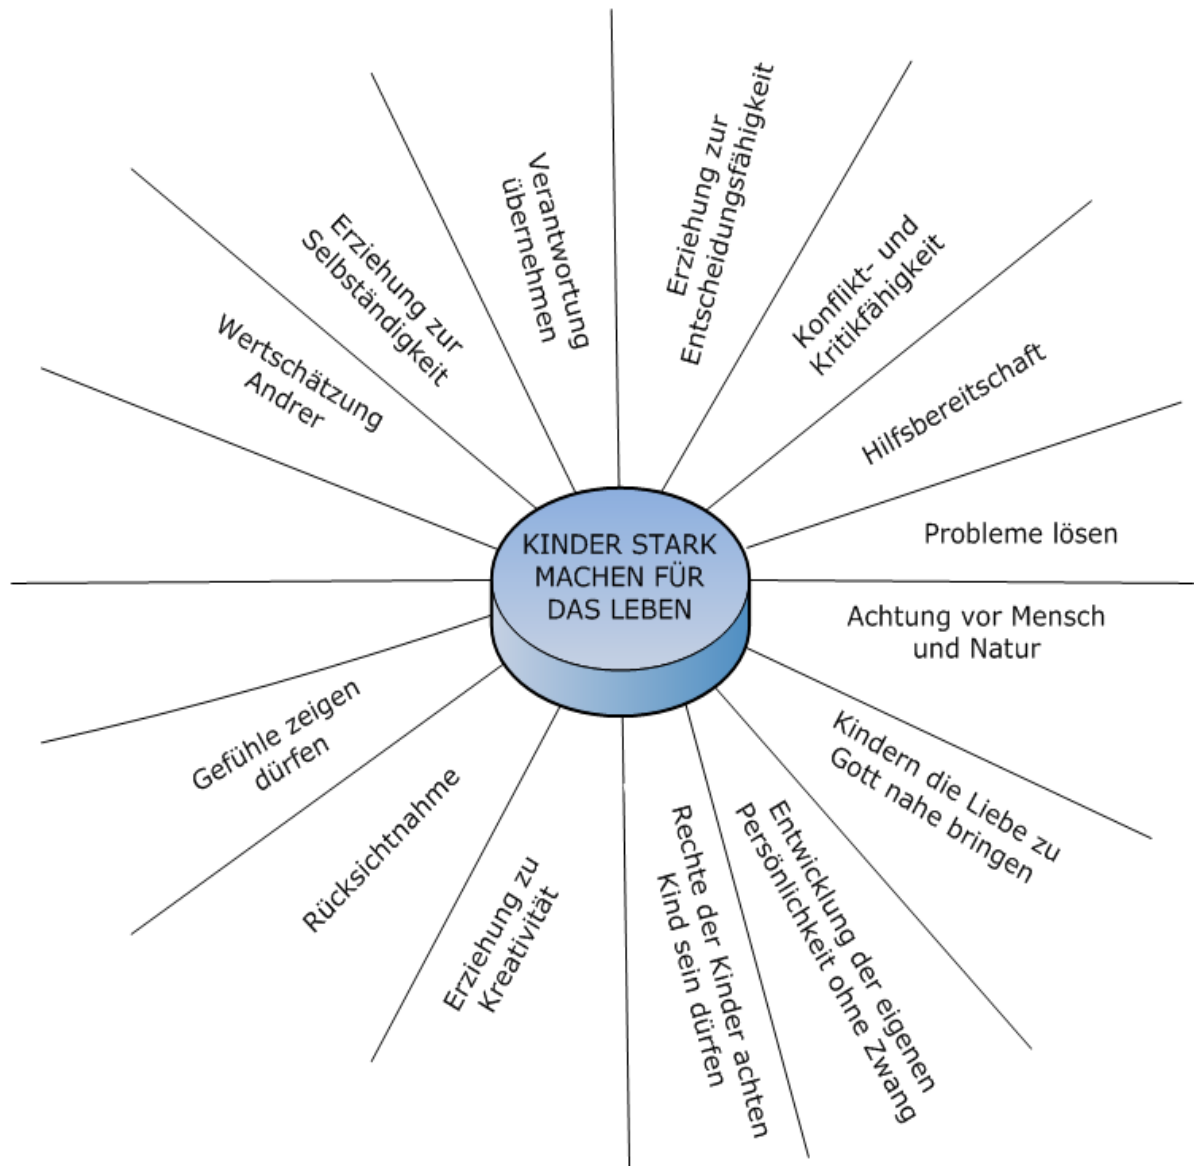 KINDER STARK
MACHEN FÜR
DAS LEBEN
Erziehung zur
Entscheidungsfähigkeit
Konflikt- und
Kritikfähigkeit
Hilfsbereitschaft
Probleme lösen
Achtung vor Mensch
und Natur
Kindern die Liebe zu
Gott nahe bringen
Entwicklung der eigenen
Persönlichkeit ohne Zwang
Rechte der Kinder achten
Kind sein dürfen
Erziehung zu
Kreativität
Rücksichtnahme
Gefühle zeigen
dürfen
Wertschätzung
Andrer
Erziehung zur
Selbständigkeit
Verantwortung
übernehmen